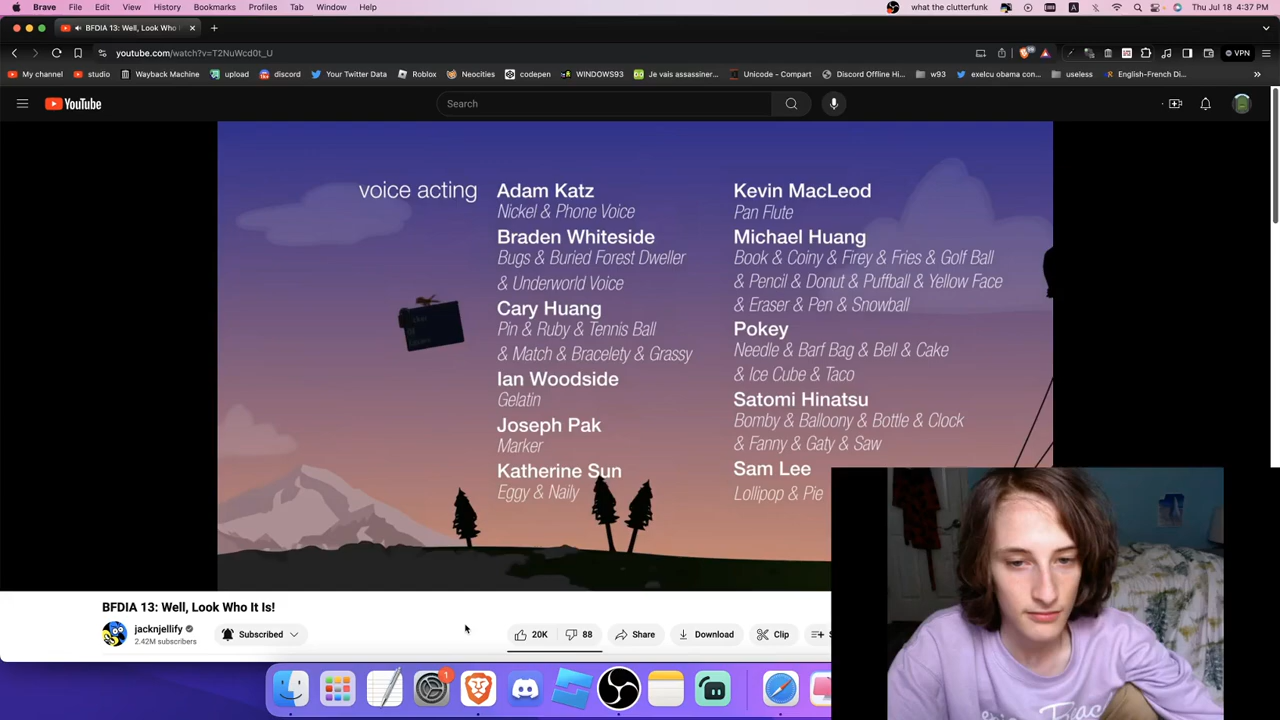 Brave File Edit View History Bookmarks Profiles Tab Window Help what the clutterfunk A Thu Jul 18 4:37 PM
BFDIA 13: Well, Look Who I
youtube.com/watch?v=T2NuWcd0t_U VPN
My channel studio Wayback Machine upload discord Your Twitter Data Roblox Neocities codepen WINDOWS93 Je vais assassiner... Unicode - Compart Discord Offline Hi... w93 exelcu obama con... useless English-French Di...
YouTube Search
voice acting
Adam Katz
Nickel & Phone Voice
Braden Whiteside
Bugs & Buried Forest Dweller
& Underworld Voice
Cary Huang
Pin & Ruby & Tennis Ball
& Match & Bracelety & Grassy
Ian Woodside
Gelatin
Joseph Pak
Marker
Katherine Sun
Eggy & Naily
Kevin MacLeod
Pan Flute
Michael Huang
Book & Coiny & Firey & Fries & Golf Ball
& Pencil & Donut & Puffball & Yellow Face
& Eraser & Pen & Snowball
Pokey
Needle & Barf Bag & Bell & Cake
& Ice Cube & Taco
Satomi Hinatsu
Bomby & Balloony & Bottle & Clock
& Fanny & Gaty & Saw
Sam Lee
Lollipop & Pie
BFDIA 13: Well, Look Who It Is!
jacknjellify
2.42M subscribers
Subscribed 20K 88 Share Download Clip
1